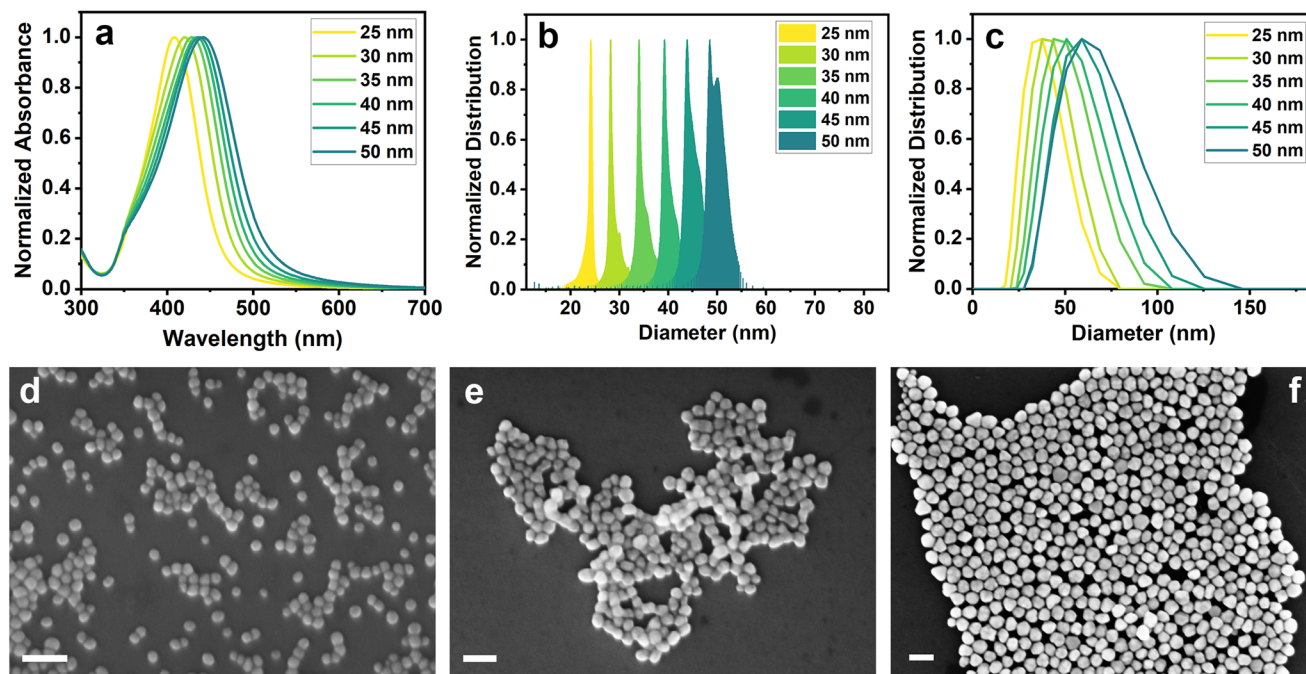 a
25 nm
30 nm
35 nm
40 nm
45 nm
50 nm
Normalized Absorbance
1.0
0.8
0.6
0.4
0.2
0.0
300 400 500 600 700
Wavelength (nm)
b
25 nm
30 nm
35 nm
40 nm
45 nm
50 nm
Normalized Distribution
1.0
0.8
0.6
0.4
0.2
0.0
20 30 40 50 60 70 80
Diameter (nm)
c
25 nm
30 nm
35 nm
40 nm
45 nm
50 nm
Normalized Distribution
1.0
0.8
0.6
0.4
0.2
0.0
0 50 100 150
Diameter (nm)
d
e
f